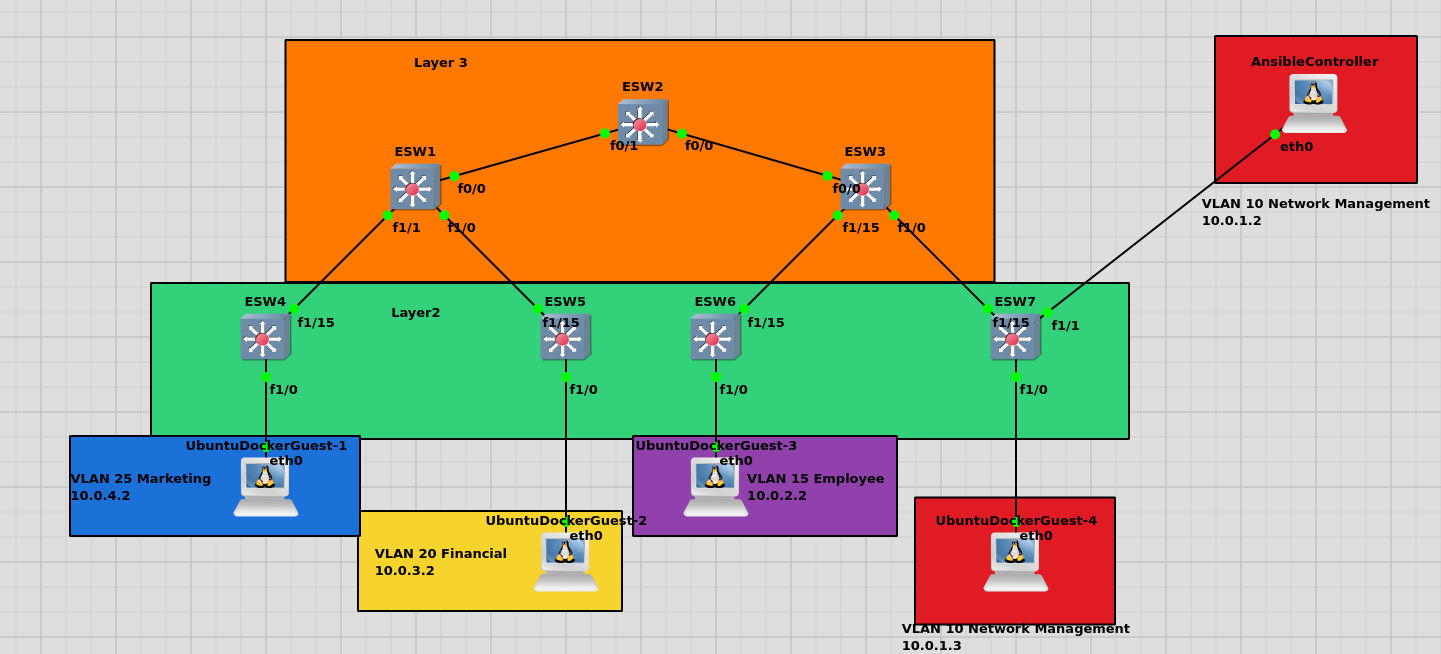 Layer 3
AnsibleController
eth0
VLAN 10 Network Management
10.0.1.2
ESW2
f0/1
f0/0
ESW1
f0/0
f1/1
f1/0
ESW3
f0/0
f1/15
f1/0
Layer2
ESW4
f1/15
f1/0
ESW5
f1/15
f1/0
ESW6
f1/15
f1/0
ESW7
f1/15
f1/1
f1/0
UbuntuDockerGuest-1
eth0
VLAN 25 Marketing
10.0.4.2
UbuntuDockerGuest-2
eth0
VLAN 20 Financial
10.0.3.2
UbuntuDockerGuest-3
eth0
VLAN 15 Employee
10.0.2.2
UbuntuDockerGuest-4
eth0
VLAN 10 Network Management
10.0.1.3